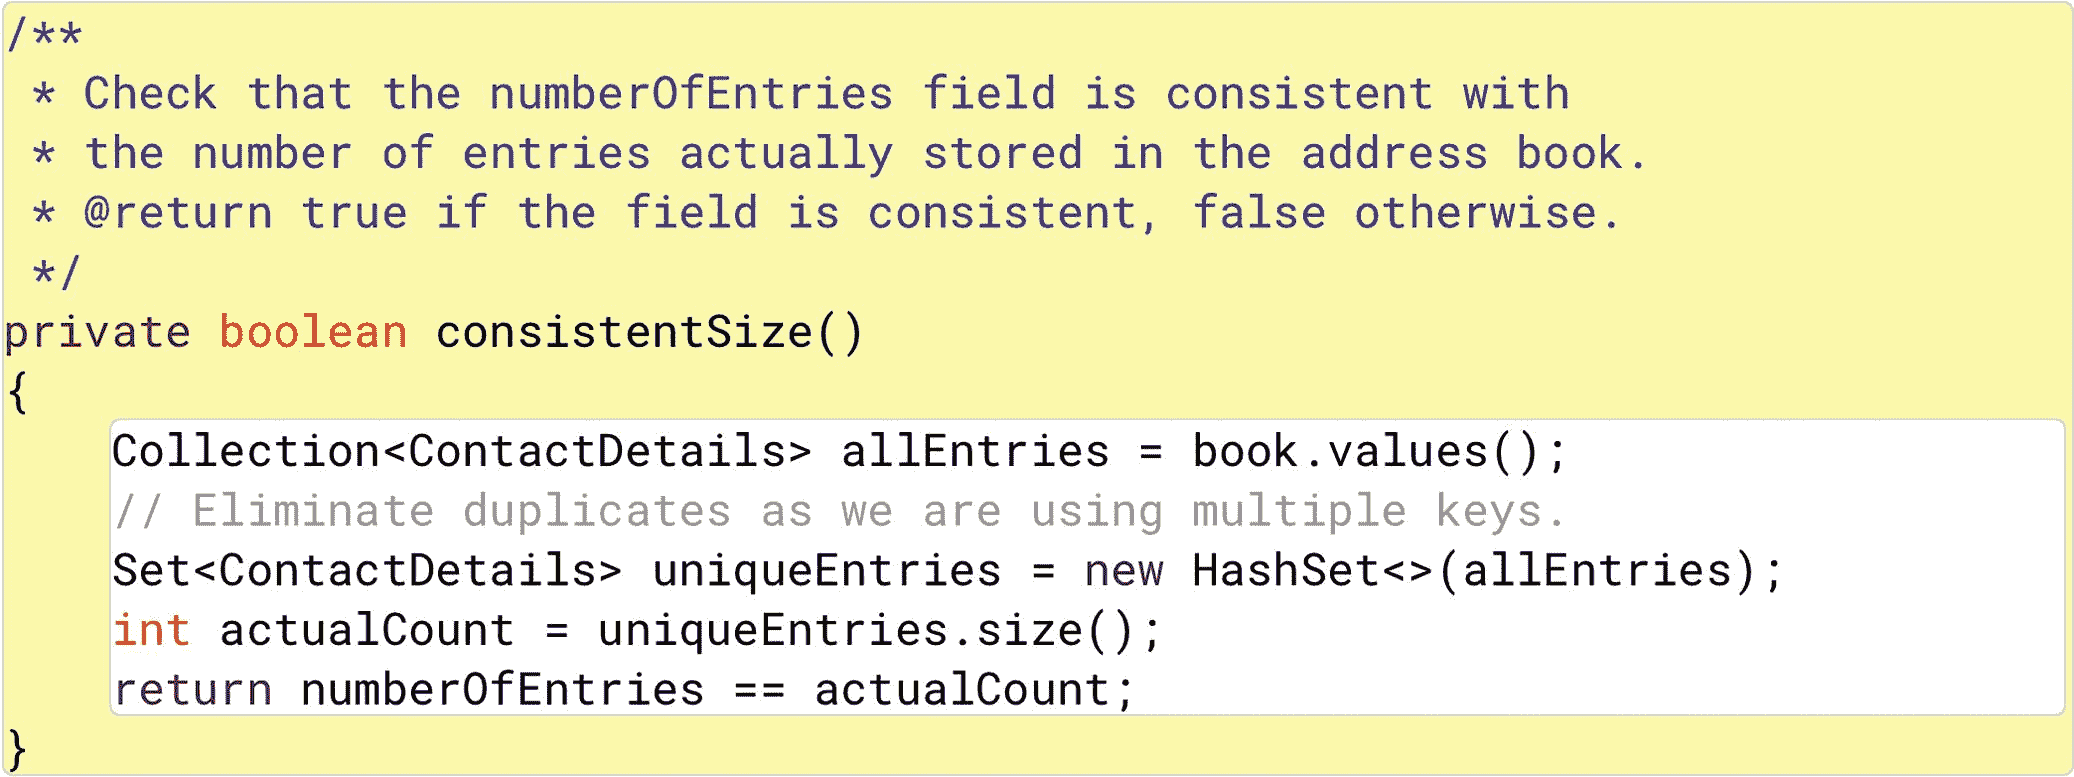 /**
 * Check that the numberOfEntries field is consistent with
 * the number of entries actually stored in the address book.
 * @return true if the field is consistent, false otherwise.
 */
private boolean consistentSize()
{
    Collection<ContactDetails> allEntries = book.values();
    // Eliminate duplicates as we are using multiple keys.
    Set<ContactDetails> uniqueEntries = new HashSet<>(allEntries);
    int actualCount = uniqueEntries.size();
    return numberOfEntries == actualCount;
}